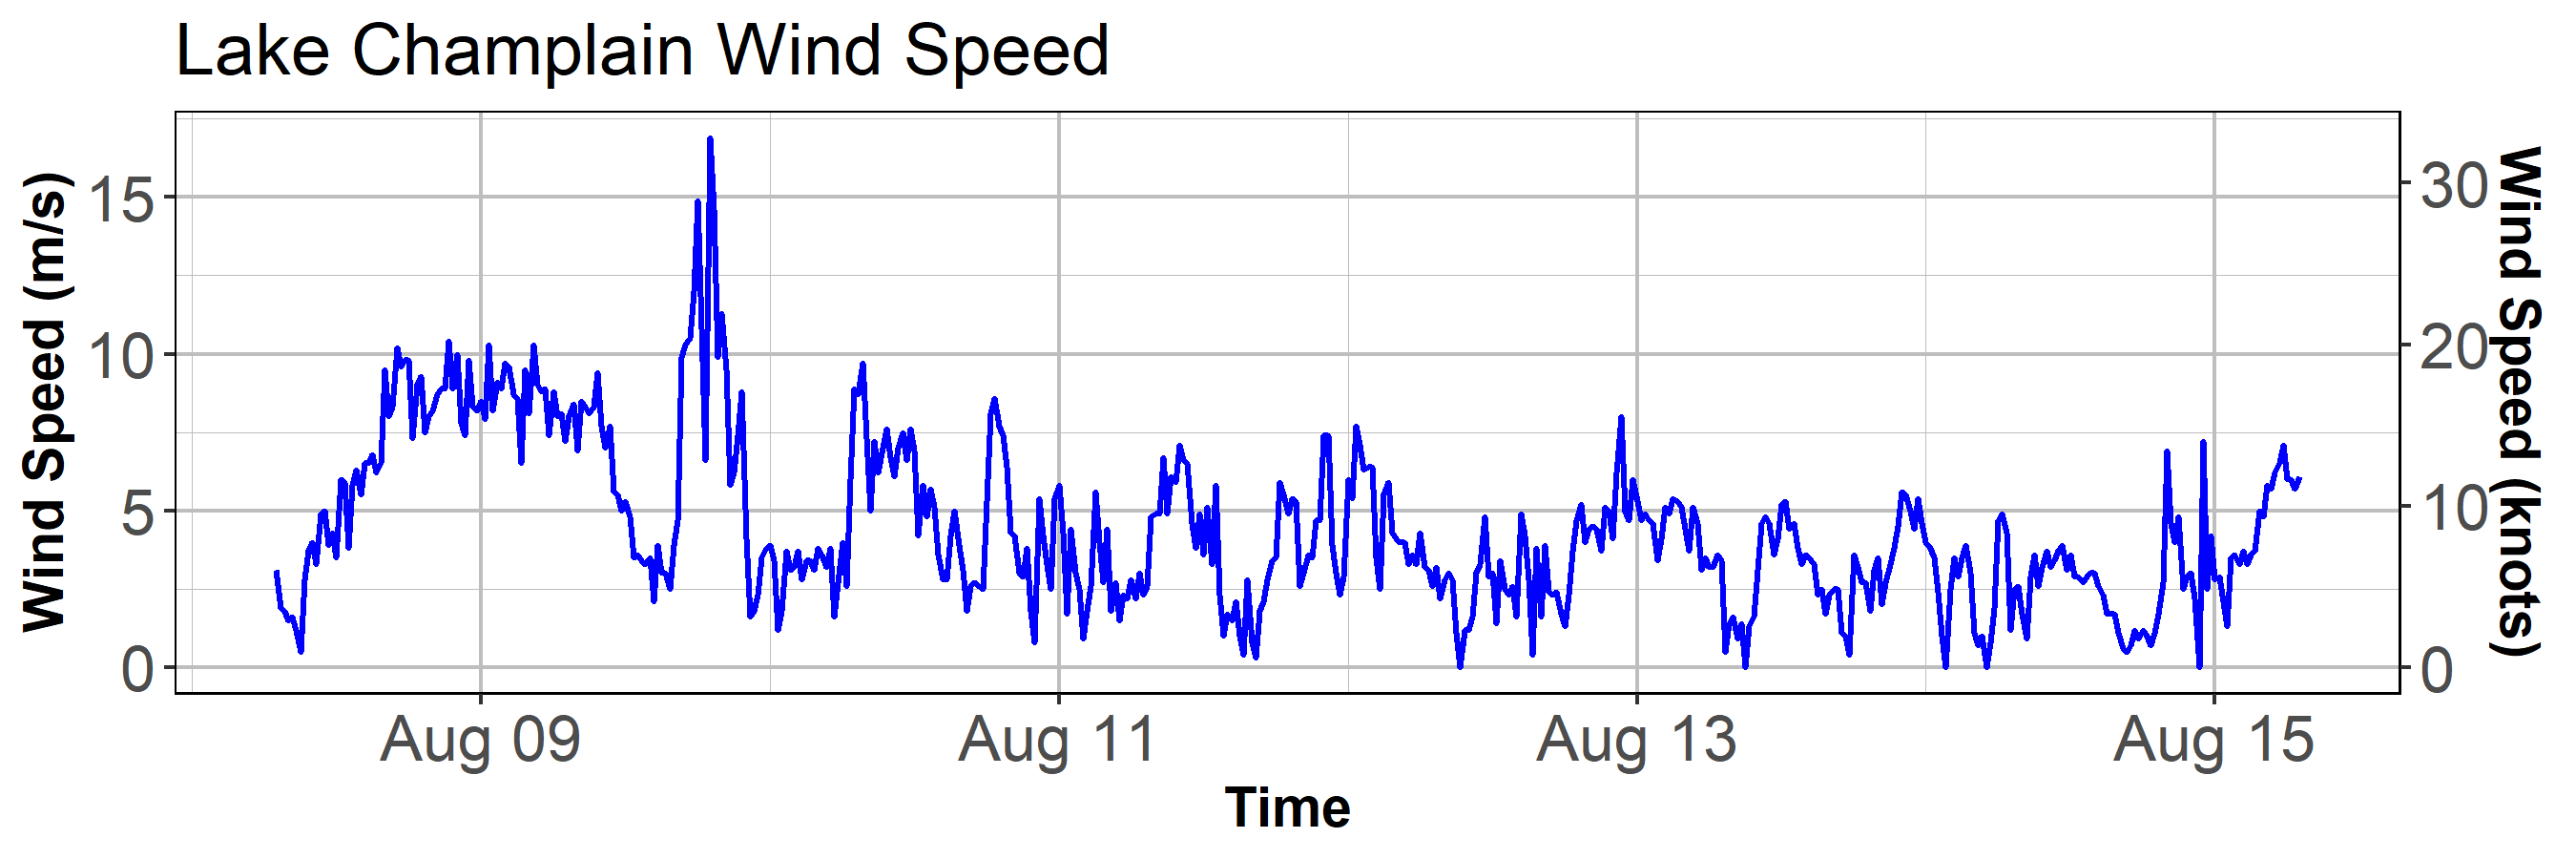 Lake Champlain Wind Speed
Wind Speed (m/s)
15
10
5
0
30
20
10
0
Wind Speed (knots)
Aug 09
Aug 11
Aug 13
Aug 15
Time